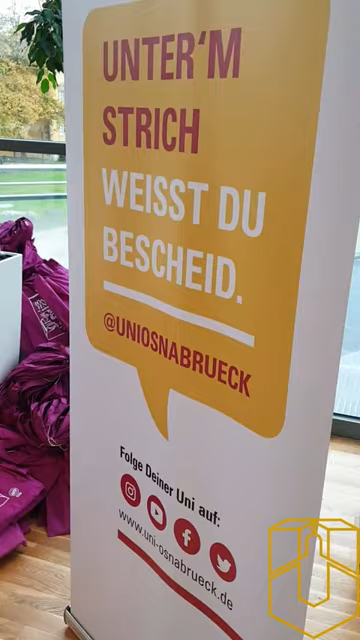 UNTER'M
STRICH
WEISST DU
BESCHEID.
@UNIOSNABRUECK
Folge Deiner Uni auf:
www.uni-osnabrueck.de